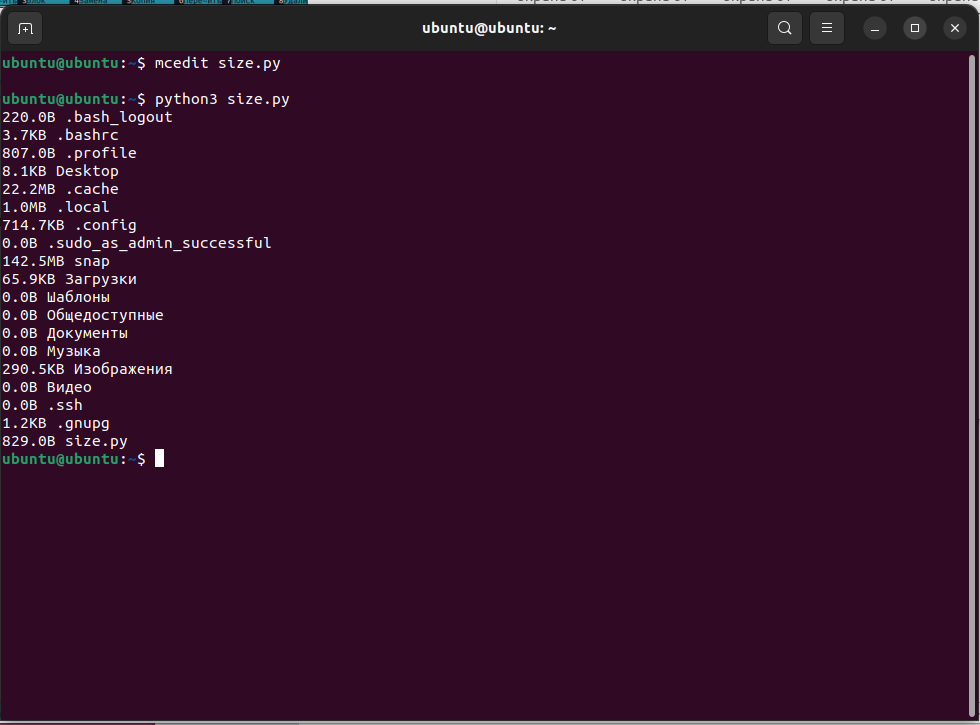 ubuntu@ubuntu: ~
ubuntu@ubuntu:~$ mcedit size.py
ubuntu@ubuntu:~$ python3 size.py
220.0B .bash_logout
3.7KB .bashrc
807.0B .profile
8.1KB Desktop
22.2MB .cache
1.0MB .local
714.7KB .config
0.0B .sudo_as_admin_successful
142.5MB snap
65.9KB Загрузки
0.0B Шаблоны
0.0B Общедоступные
0.0B Документы
0.0B Музыка
290.5KB Изображения
0.0B Видео
0.0B .ssh
1.2KB .gnupg
829.0B size.py
ubuntu@ubuntu:~$